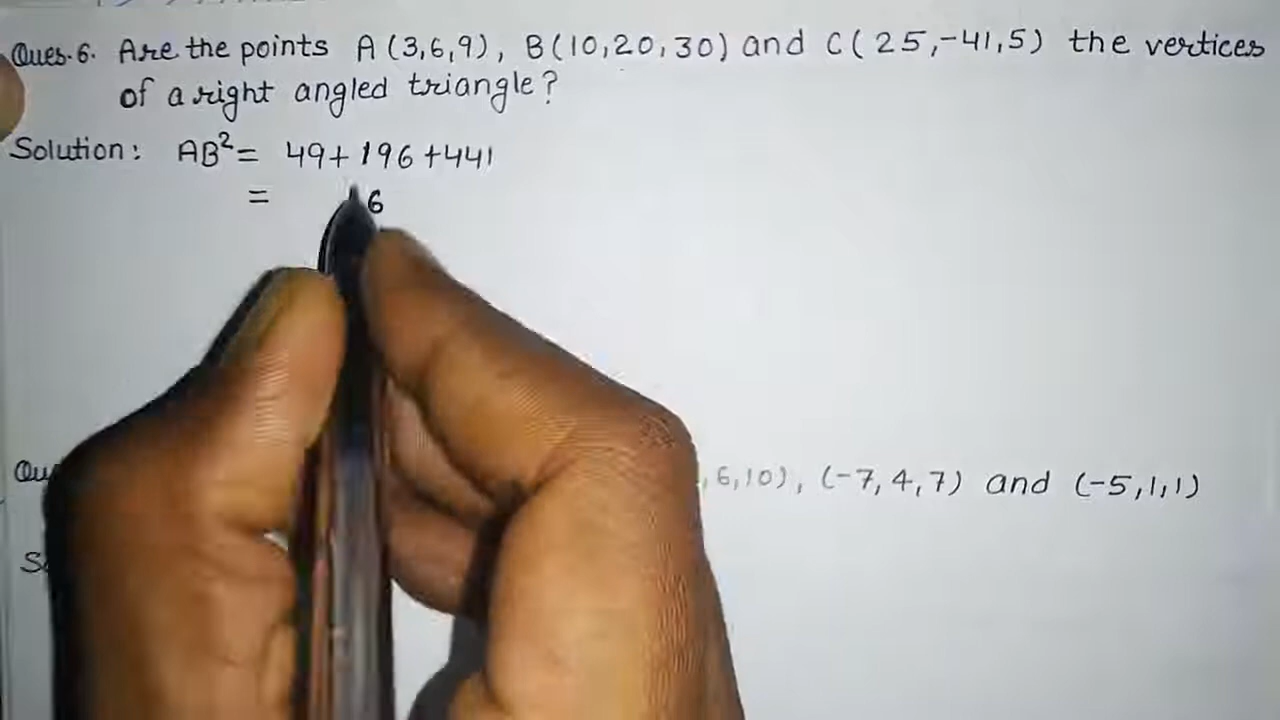 Ques. 6. Are the points A (3,6,9), B(10,20,30) and C( 25,-41,5) the vertices
of a right angled triangle?
Solution: AB²= 49+196+441
= 6
,6,10), (-7,4,7) and (-5,1,1)